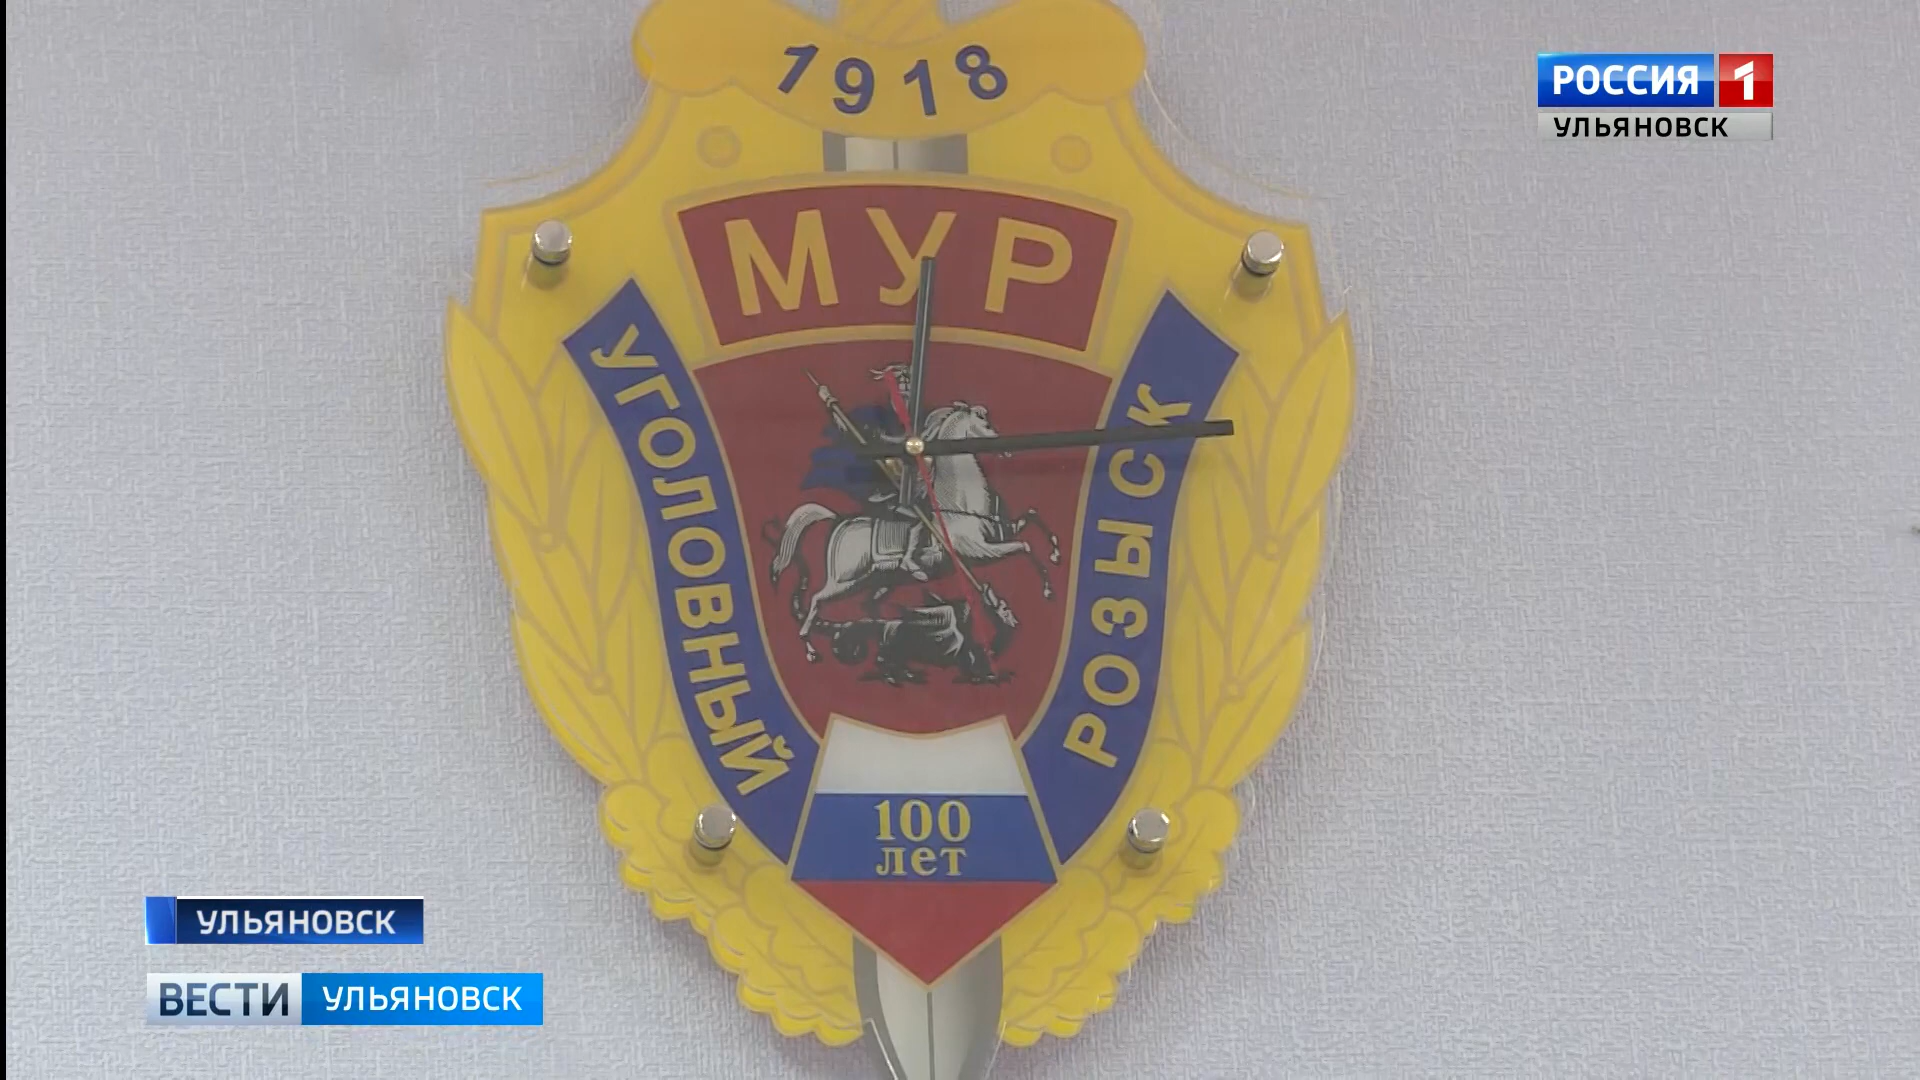 1918
РОССИЯ 1
УЛЬЯНОВСК
МУР
УГОЛОВНЫЙ
РОЗЫСК
100
лет
УЛЬЯНОВСК
ВЕСТИ УЛЬЯНОВСК